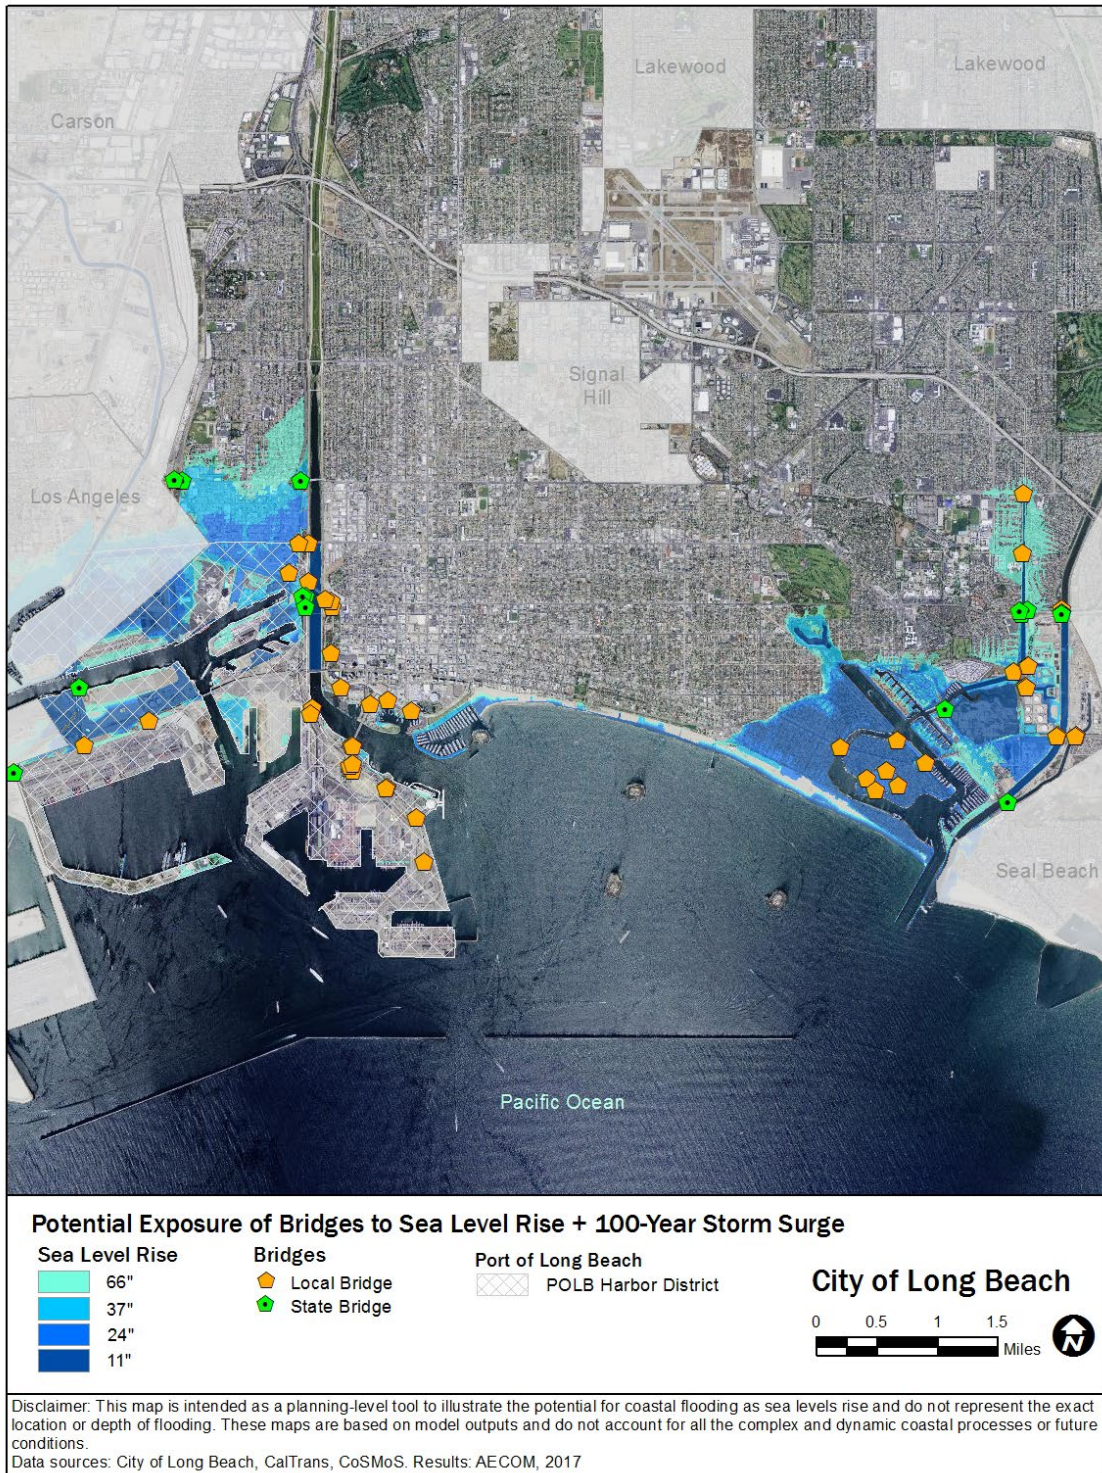 Lakewood
Lakewood
Carson
Signal
Hill
Los Angeles
Seal Beach
Pacific Ocean
Potential Exposure of Bridges to Sea Level Rise + 100-Year Storm Surge
Sea Level Rise
66"
37"
24"
11"
Bridges
Local Bridge
State Bridge
Port of Long Beach
POLB Harbor District
City of Long Beach
0 0.5 1 1.5
Miles
N
Disclaimer: This map is intended as a planning-level tool to illustrate the potential for coastal flooding as sea levels rise and do not represent the exact
location or depth of flooding. These maps are based on model outputs and do not account for all the complex and dynamic coastal processes or future
conditions.
Data sources: City of Long Beach, CalTrans, CoSMoS. Results: AECOM, 2017